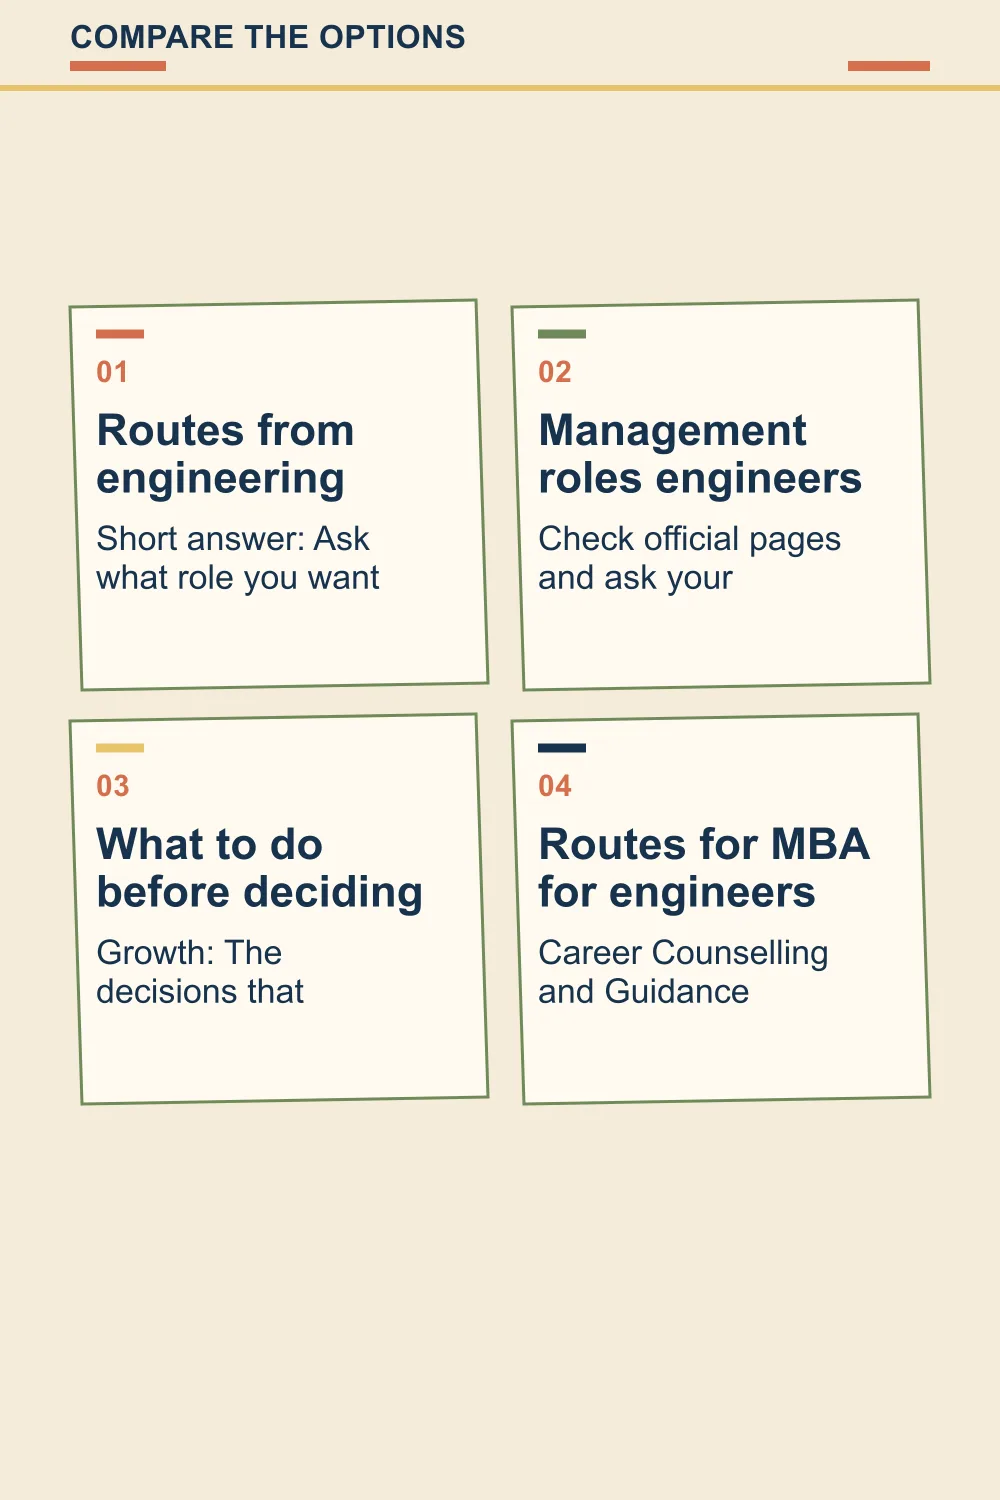 COMPARE THE OPTIONS
01
Routes from
engineering
Short answer: Ask
what role you want
02
Management
roles engineers
Check official pages
and ask your
03
What to do
before deciding
Growth: The
decisions that
04
Routes for MBA
for engineers
Career Counselling
and Guidance